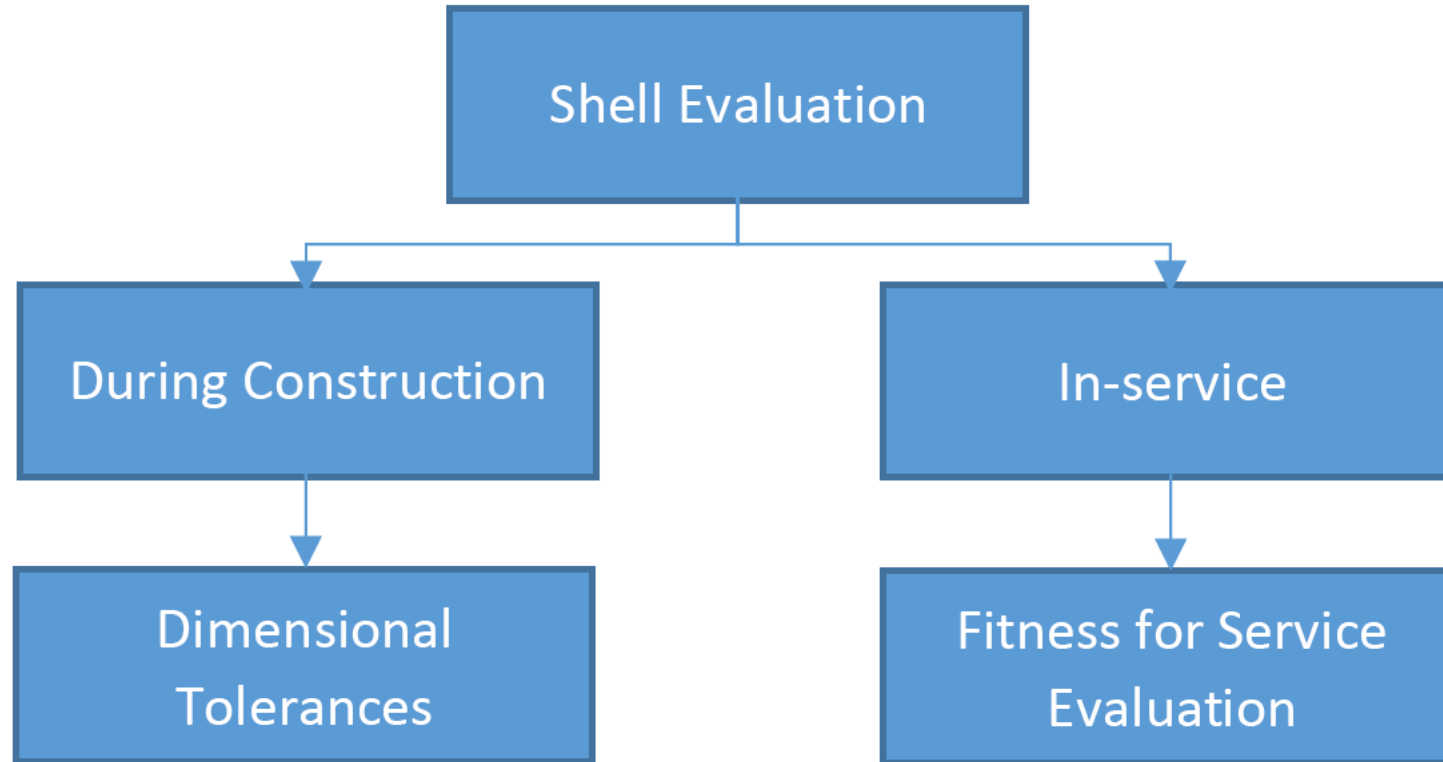 Shell Evaluation
During Construction
In-service
Dimensional
Tolerances
Fitness for Service
Evaluation